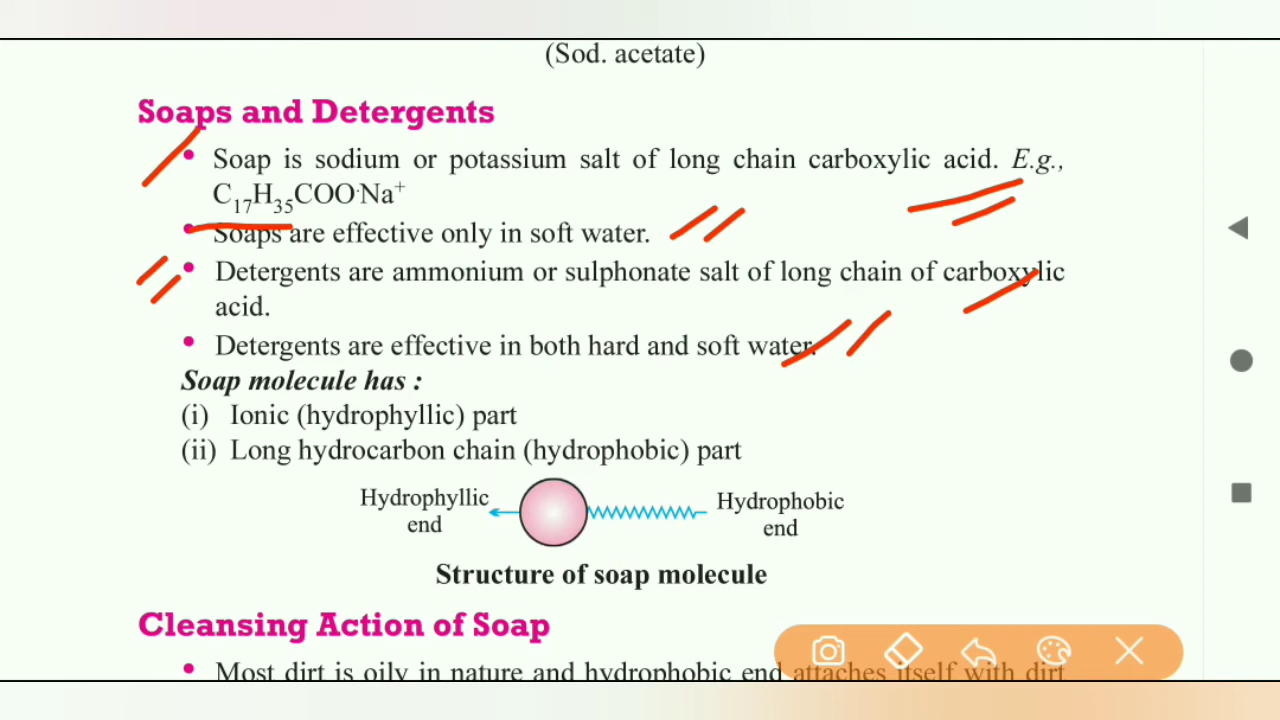 (Sod. acetate)
Soaps and Detergents
• Soap is sodium or potassium salt of long chain carboxylic acid. E.g.,
C₁₇H₃₅COO⁻Na⁺
• Soaps are effective only in soft water.
• Detergents are ammonium or sulphonate salt of long chain of carboxylic
acid.
• Detergents are effective in both hard and soft water.
Soap molecule has :
(i) Ionic (hydrophyllic) part
(ii) Long hydrocarbon chain (hydrophobic) part
Hydrophyllic
end
Hydrophobic
end
Structure of soap molecule
Cleansing Action of Soap
• Most dirt is oily in nature and hydrophobic end attaches itself with dirt